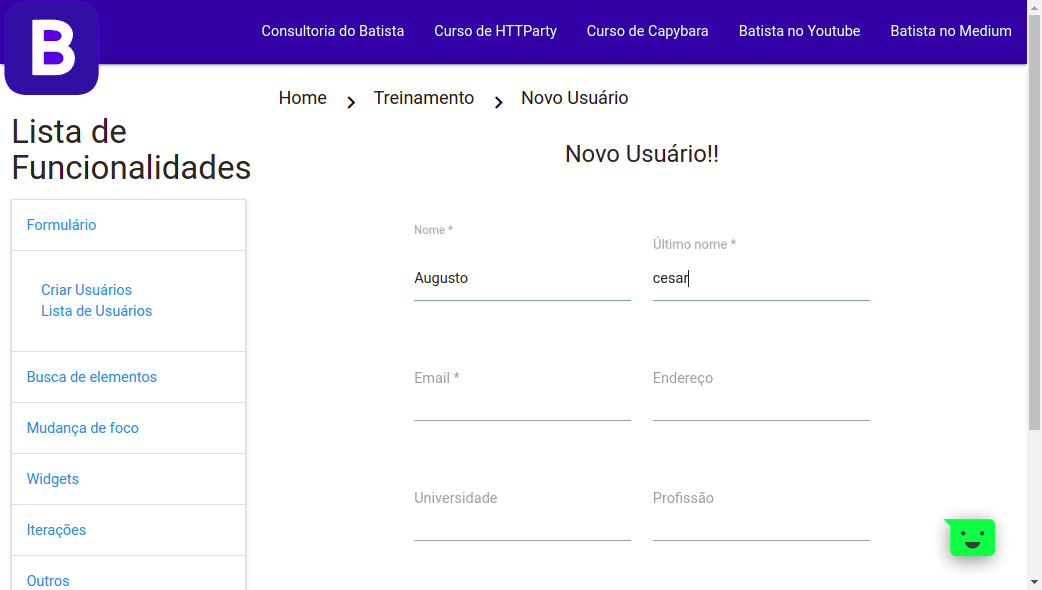 B
Consultoria do Batista Curso de HTTParty Curso de Capybara Batista no Youtube Batista no Medium
Home Treinamento Novo Usuário
Lista de
Funcionalidades
Formulário
Criar Usuários
Lista de Usuários
Busca de elementos
Mudança de foco
Widgets
Iterações
Outros
Novo Usuário!!
Nome *
Augusto
Último nome *
cesar
Email *
Endereço
Universidade
Profissão